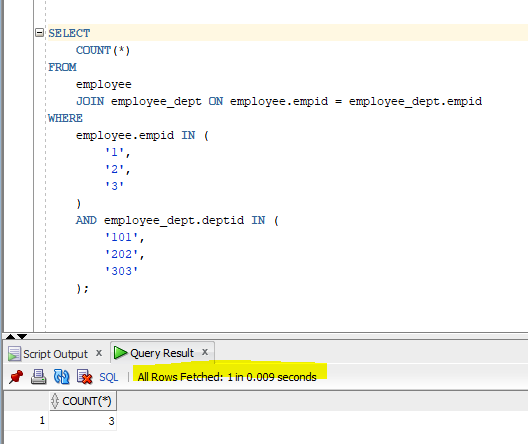 SELECT
COUNT(*)
FROM
employee
JOIN employee_dept ON employee.empid = employee_dept.empid
WHERE
employee.empid IN (
'1',
'2',
'3'
)
AND employee_dept.deptid IN (
'101',
'202',
'303'
);
Script Output x Query Result x
SQL | All Rows Fetched: 1 in 0.009 seconds
COUNT(*)
1 3